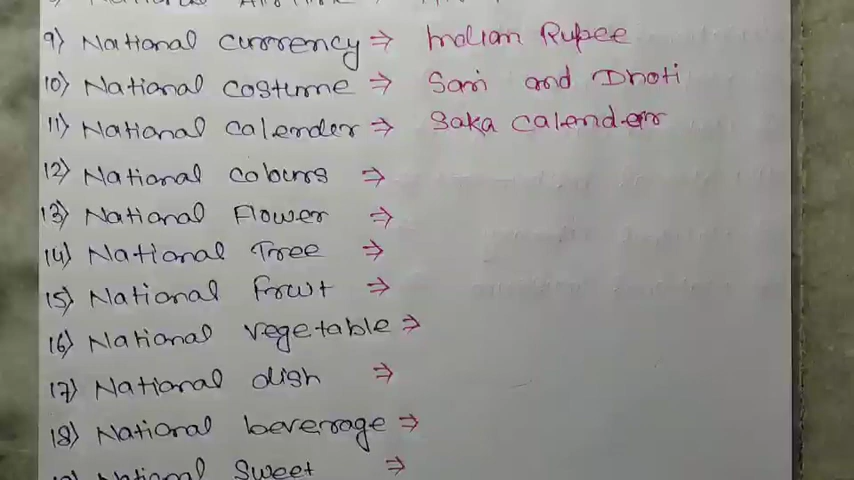 9) National currency ⇒ Indian Rupee
10) National costume ⇒ Sari and Dhoti
11) National calender ⇒ Saka calender
12) National colours ⇒
13) National Flower ⇒
14) National Tree ⇒
15) National Fruit ⇒
16) National vegetable ⇒
17) National dish ⇒
18) National beverage ⇒
National Sweet ⇒